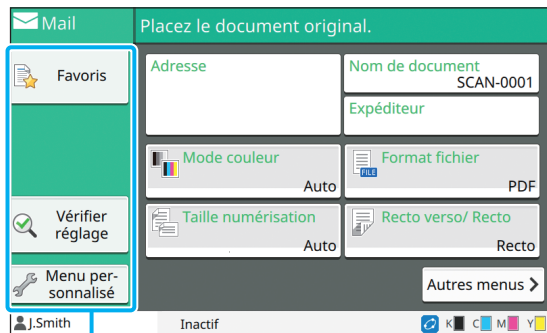 Mail
Placez le document original.
Favoris
Vérifier
réglage
Menu per-
sonnalisé
Adresse
Nom de document
SCAN-0001
Expéditeur
Mode couleur
Auto
Format fichier
FILE
PDF
Taille numérisation
Auto
Recto verso/ Recto
Recto
Autres menus
J.Smith
Inactif
K C M Y